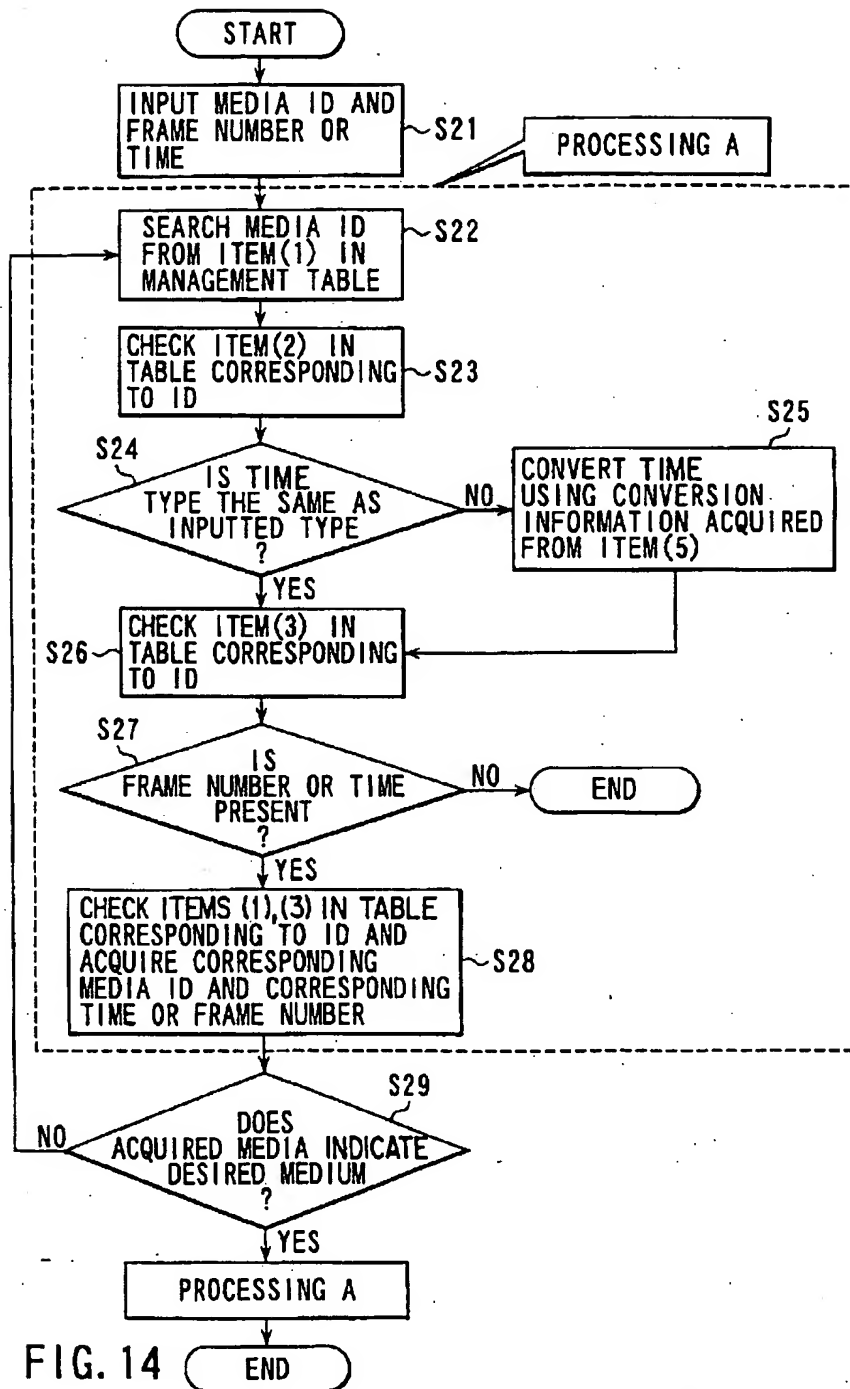 START
INPUT MEDIA ID AND
FRAME NUMBER OR
TIME
S21
PROCESSING A
SEARCH MEDIA ID
FROM ITEM(1) IN
MANAGEMENT TABLE
S22
CHECK ITEM(2) IN
TABLE CORRESPONDING
TO ID
S23
S24
IS TIME
TYPE THE SAME AS
INPUTTED TYPE
?
NO
S25
CONVERT TIME
USING CONVERSION
INFORMATION ACQUIRED
FROM ITEM(5)
YES
S26
CHECK ITEM(3) IN
TABLE CORRESPONDING
TO ID
S27
IS
FRAME NUMBER OR TIME
PRESENT
?
NO
END
YES
CHECK ITEMS (1),(3) IN TABLE
CORRESPONDING TO ID AND
ACQUIRE CORRESPONDING
MEDIA ID AND CORRESPONDING
TIME OR FRAME NUMBER
S28
S29
DOES
ACQUIRED MEDIA INDICATE
DESIRED MEDIUM
?
NO
YES
PROCESSING A
END
FIG. 14